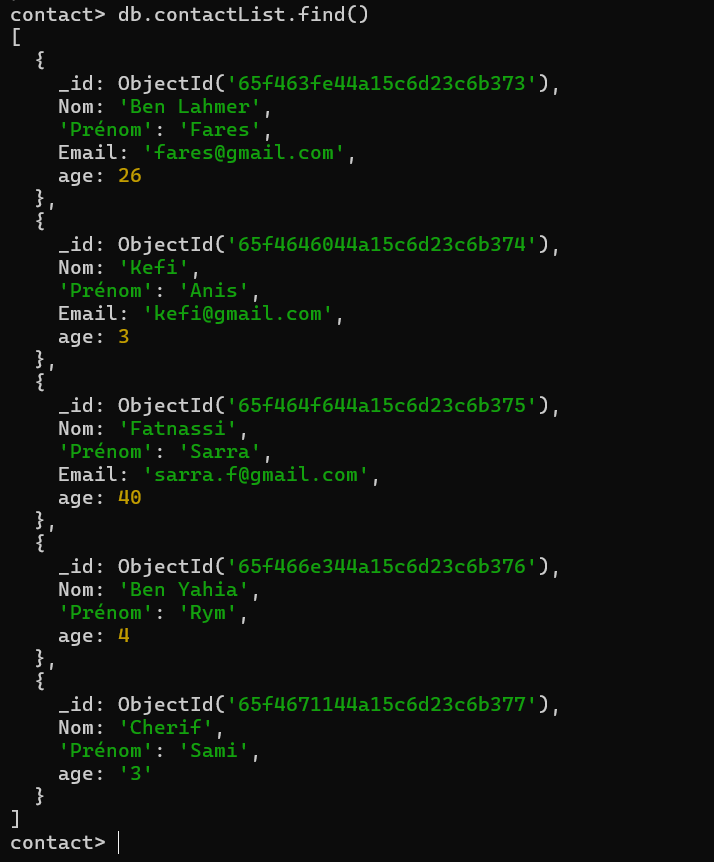 contact> db.contactList.find()
[
  {
    _id: ObjectId('65f463fe44a15c6d23c6b373'),
    Nom: 'Ben Lahmer',
    'Prénom': 'Fares',
    Email: 'fares@gmail.com',
    age: 26
  },
  {
    _id: ObjectId('65f4646044a15c6d23c6b374'),
    Nom: 'Kefi',
    'Prénom': 'Anis',
    Email: 'kefi@gmail.com',
    age: 3
  },
  {
    _id: ObjectId('65f464f644a15c6d23c6b375'),
    Nom: 'Fatnassi',
    'Prénom': 'Sarra',
    Email: 'sarra.f@gmail.com',
    age: 40
  },
  {
    _id: ObjectId('65f466e344a15c6d23c6b376'),
    Nom: 'Ben Yahia',
    'Prénom': 'Rym',
    age: 4
  },
  {
    _id: ObjectId('65f4671144a15c6d23c6b377'),
    Nom: 'Cherif',
    'Prénom': 'Sami',
    age: '3'
  }
]
contact>